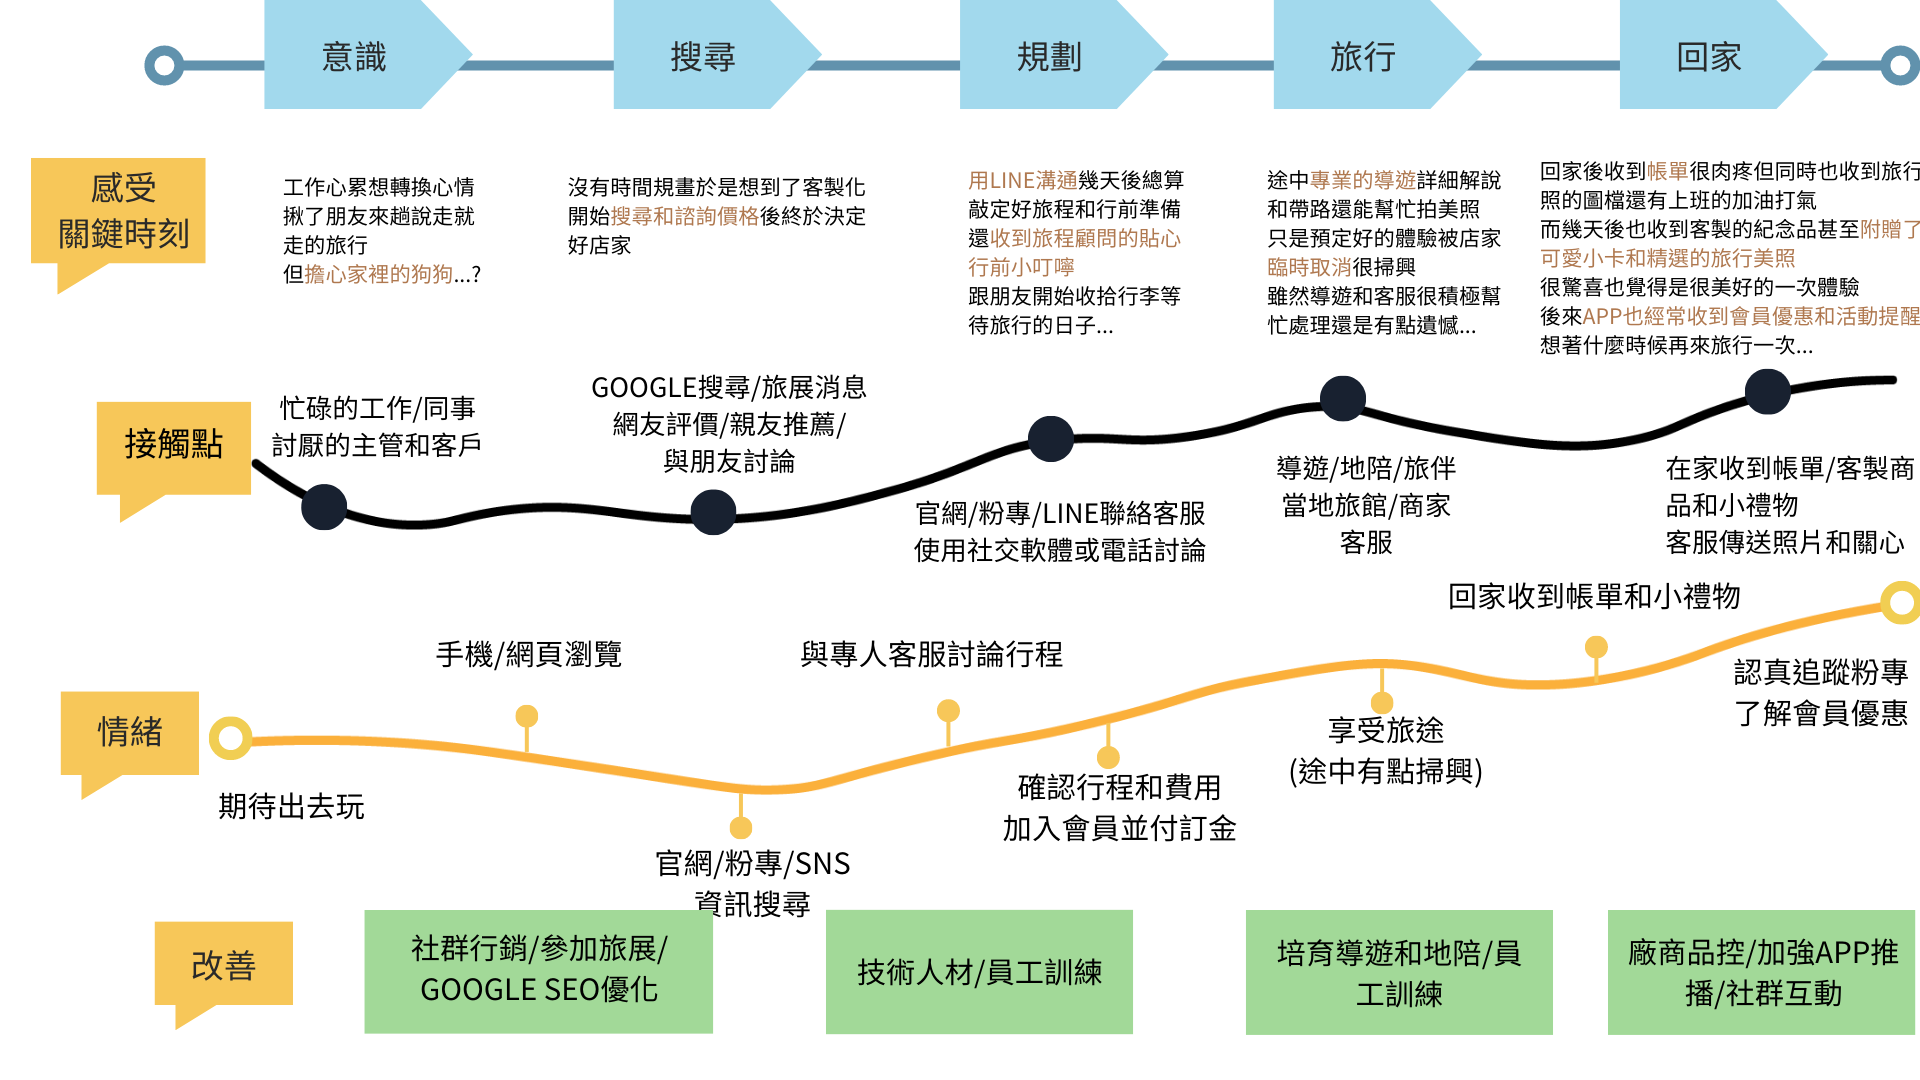 意識
搜尋
規劃
旅行
回家
感受
關鍵時刻
工作心累想轉換心情
揪了朋友來趟說走就
走的旅行
但擔心家裡的狗狗...?
沒有時間規畫於是想到了客製化
開始搜尋和諮詢價格後終於決定
好店家
用LINE溝通幾天後總算
敲定好旅程和行前準備
還收到旅程顧問的貼心
行前小叮嚀
跟朋友開始收拾行李等
待旅行的日子...
途中專業的導遊詳細解說
和帶路還能幫忙拍美照
只是預定好的體驗被店家
臨時取消很掃興
雖然導遊和客服很積極幫
忙處理還是有點遺憾...
回家後收到帳單很肉疼但同時也收到旅行
照的圖檔還有上班的加油打氣
而幾天後也收到客製的紀念品甚至附贈了
可愛小卡和精選的旅行美照
很驚喜也覺得是很美好的一次體驗
後來APP也經常收到會員優惠和活動提醒
想著什麼時候再來旅行一次...
接觸點
忙碌的工作/同事
討厭的主管和客戶
GOOGLE搜尋/旅展消息
網友評價/親友推薦/
與朋友討論
官網/粉專/LINE聯絡客服
使用社交軟體或電話討論
導遊/地陪/旅伴
當地旅館/商家
客服
在家收到帳單/客製商
品和小禮物
客服傳送照片和關心
情緒
期待出去玩
手機/網頁瀏覽
官網/粉專/SNS
資訊搜尋
與專人客服討論行程
確認行程和費用
加入會員並付訂金
享受旅途
(途中有點掃興)
回家收到帳單和小禮物
認真追蹤粉專
了解會員優惠
改善
社群行銷/參加旅展/
GOOGLE SEO優化
技術人材/員工訓練
培育導遊和地陪/員
工訓練
廠商品控/加強APP推
播/社群互動